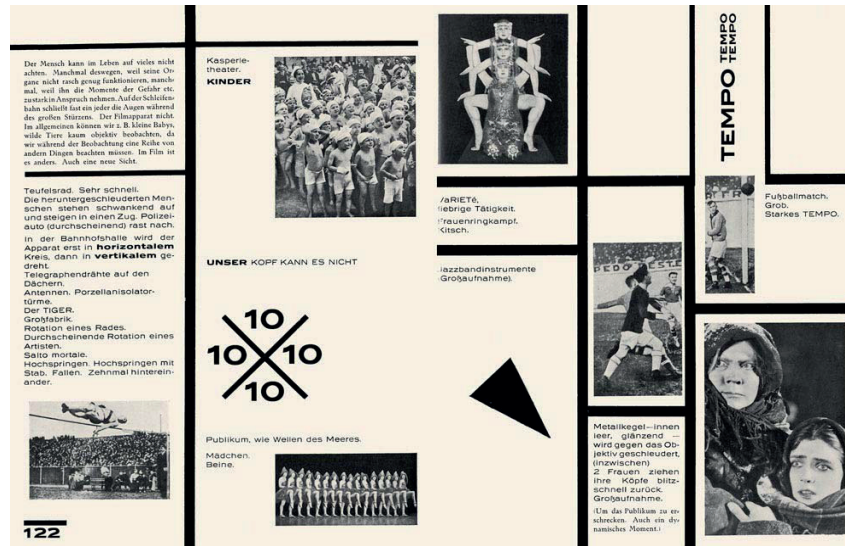 Der Mensch kann im Leben auf vieles nicht
achten. Manchmal deswegen, weil seine Or-
gane nicht rasch genug funktionieren, manch-
mal, weil ihn die Momente der Gefahr etc.
zu stark in Anspruch nehmen. Auf der Schleifen-
bahn schließt fast ein jeder die Augen während
des großen Stürzens. Der Filmapparat nicht.
Im allgemeinen können wir z. B. kleine Babys,
wilde Tiere kaum objektiv beobachten, da
wir während der Beobachtung eine Reihe von
andern Dingen beachten müssen. Im Film ist
es anders. Auch eine neue Sicht.
Teufelsrad. Sehr schnell.
Die heruntergeschleuderten Men-
schen stehen schwankend auf
und steigen in einen Zug. Polizei-
auto (durchscheinend) rast nach.
In der Bahnhofshalle wird der
Apparat erst in horizontalem
Kreis, dann in vertikalem ge-
dreht.
Telegraphendrähte auf den
Dächern.
Antennen. Porzellanisolator-
türme.
Der TIGER.
Großfabrik.
Rotation eines Rades.
Durchscheinende Rotation eines
Artisten.
Salto mortale.
Hochspringen. Hochspringen mit
Stab. Fallen. Zehnmal hinterein-
ander.
122
Kasperle-
theater.
KINDER
UNSER KOPF KANN ES NICHT
10
10 10
10
Publikum, wie Wellen des Meeres.
Mädchen.
Beine.
VaRIETé,
fiebrige Tätigkeit.
Frauenringkampf.
Kitsch.
Jazzbandinstrumente
(Großaufnahme).
PEDO ESTE
Metallkegel—innen
leer, glänzend —
wird gegen das Ob-
jektiv geschleudert,
(inzwischen)
2 Frauen ziehen
ihre Köpfe blitz-
schnell zurück.
Großaufnahme.
(Um das Publikum zu er-
schrecken. Auch ein dy-
namisches Moment.)
TEMPO TEMPO
TEMPO
Fußballmatch.
Grob.
Starkes TEMPO.